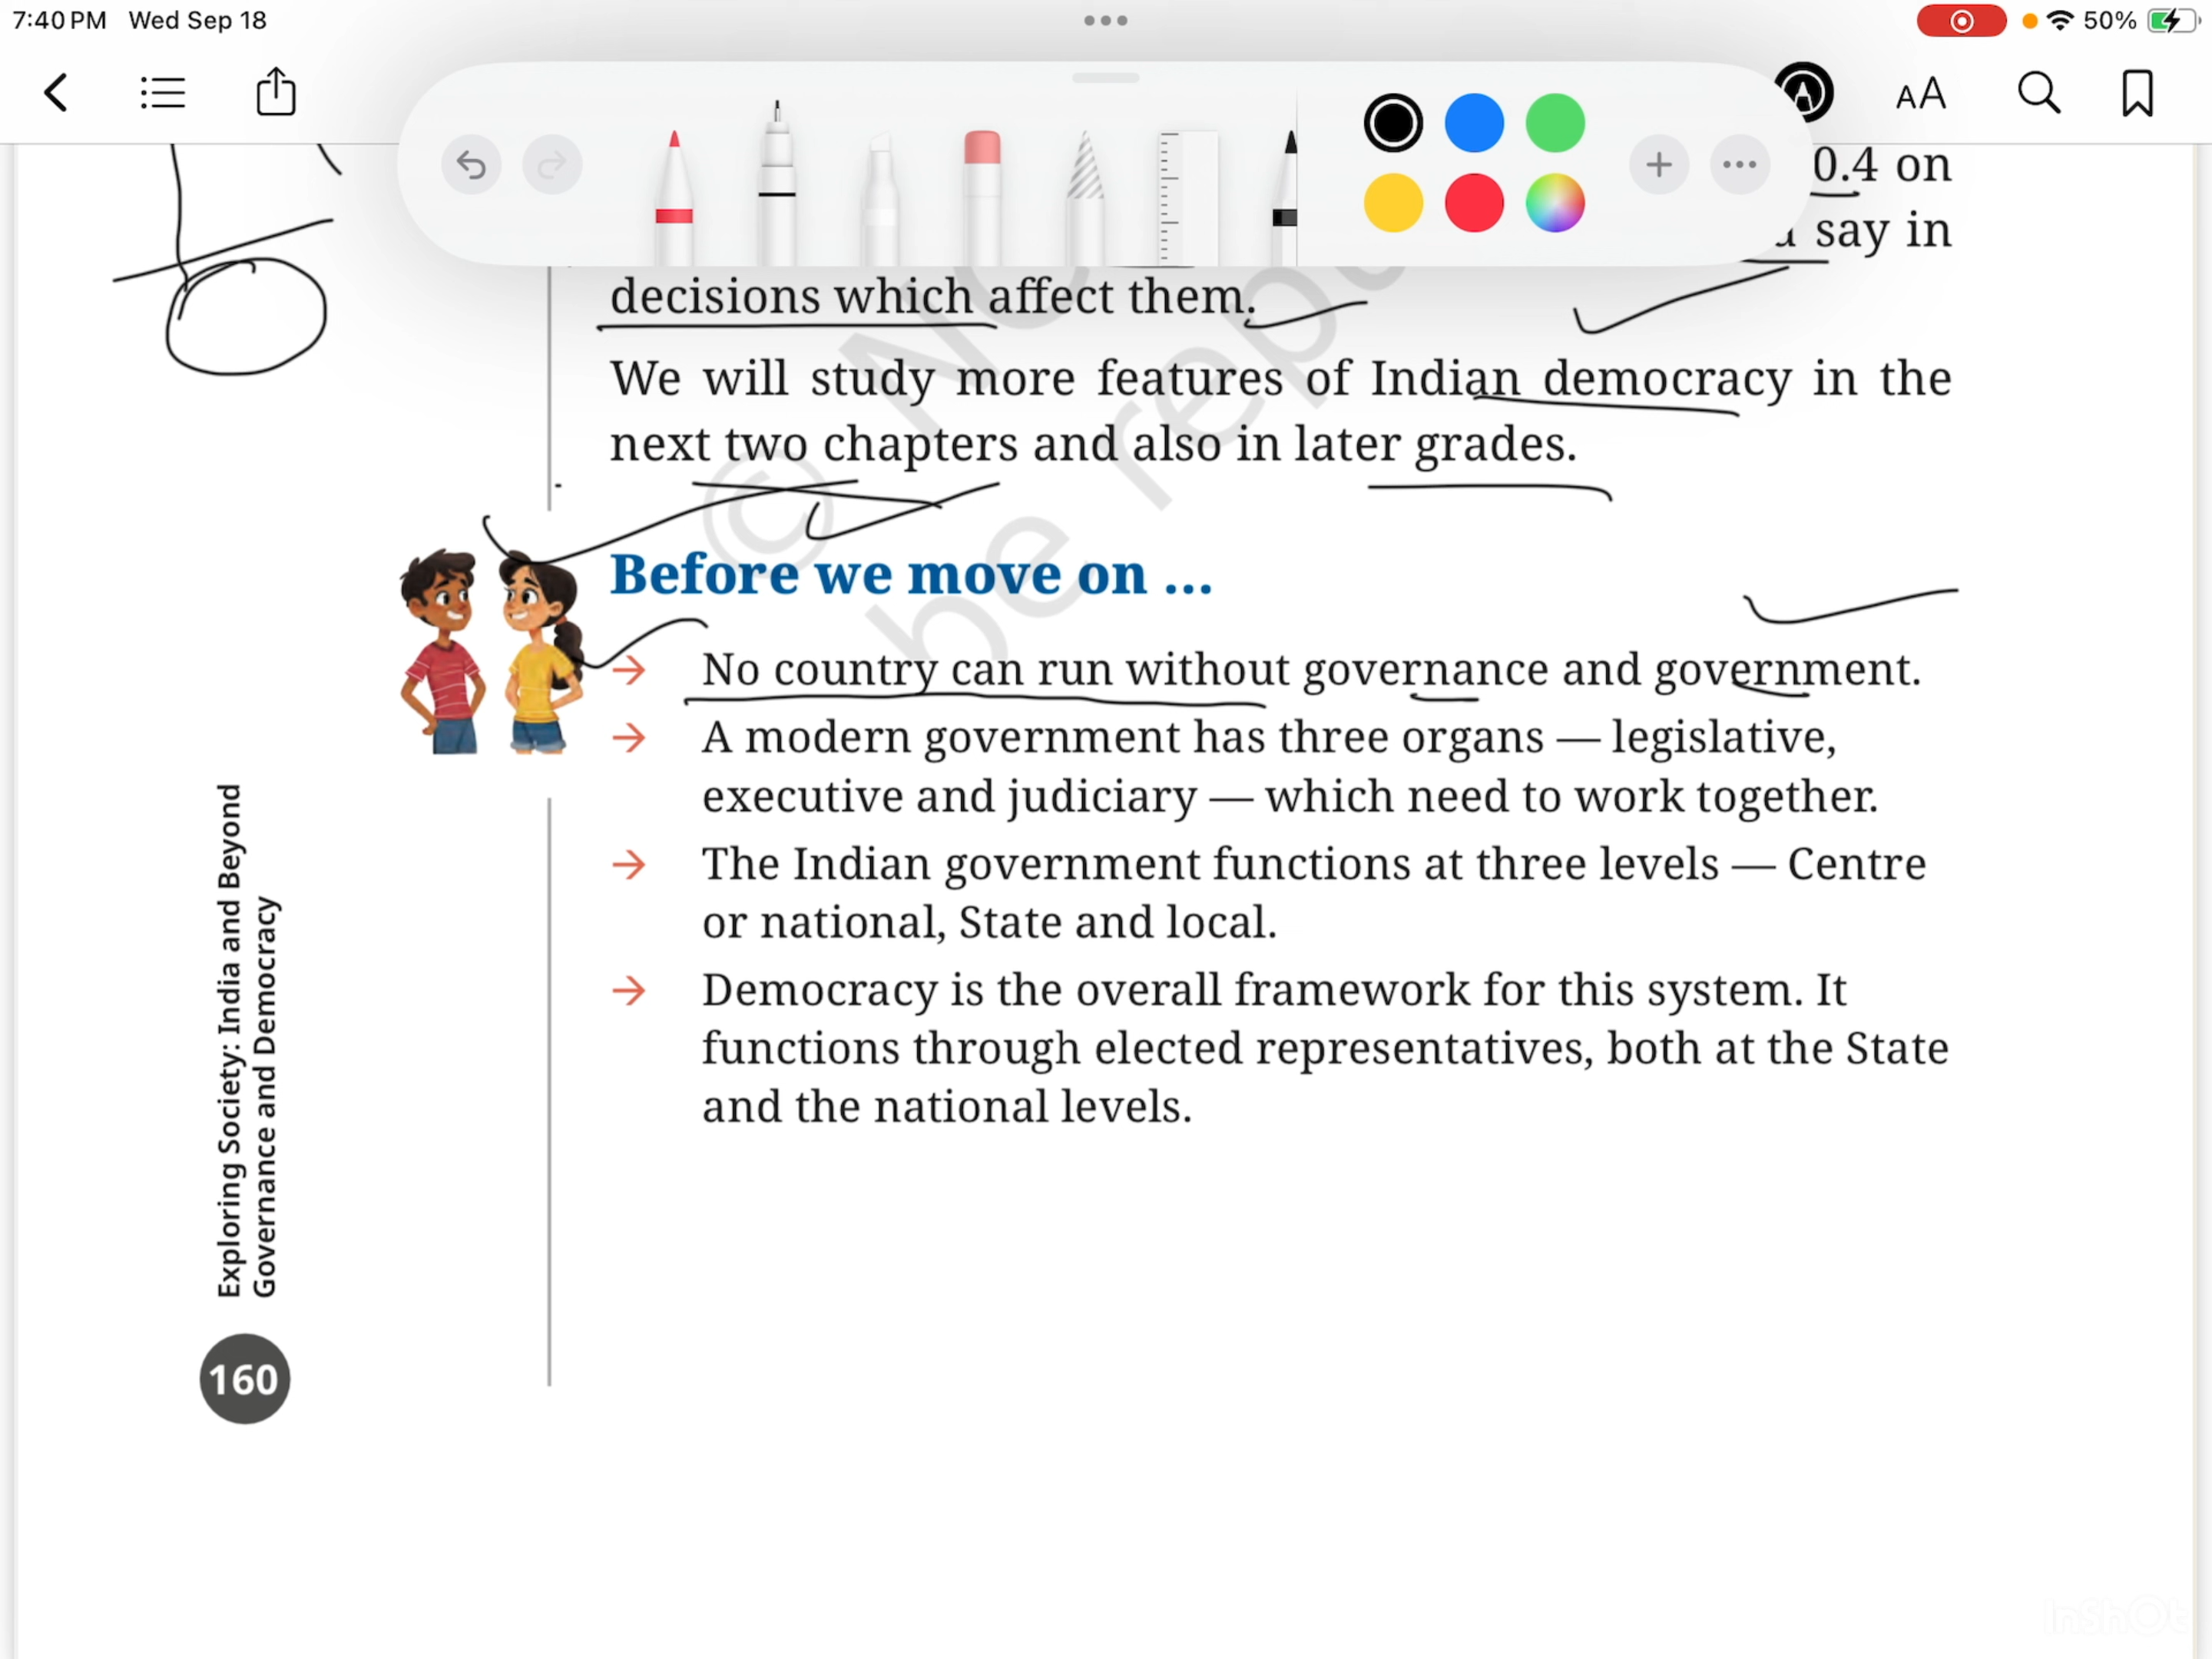 7:40 PM Wed Sep 18
50%
AA
0.4 on
say in
decisions which affect them.
We will study more features of Indian democracy in the
next two chapters and also in later grades.
© NC
be repu
Before we move on ...
→ No country can run without governance and government.
→ A modern government has three organs — legislative,
executive and judiciary — which need to work together.
→ The Indian government functions at three levels — Centre
or national, State and local.
→ Democracy is the overall framework for this system. It
functions through elected representatives, both at the State
and the national levels.
Exploring Society: India and Beyond
Governance and Democracy
160
InShOt